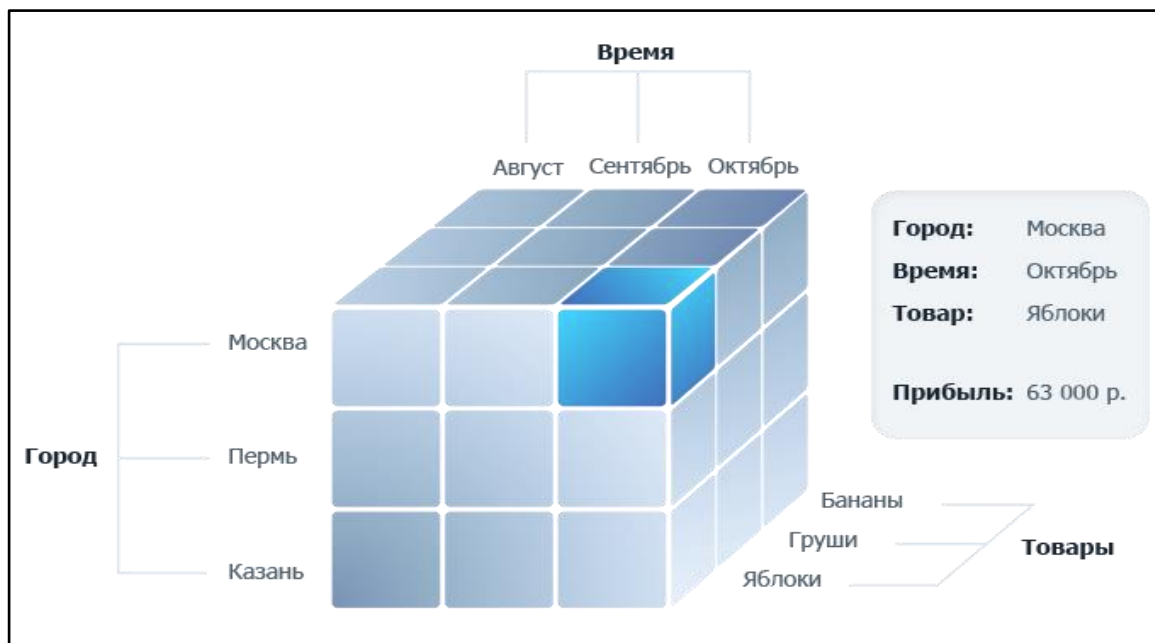 Время
Август Сентябрь Октябрь
Город: Москва
Время: Октябрь
Товар: Яблоки
Прибыль: 63 000 р.
Москва
Город
Пермь
Казань
Бананы
Груши
Товары
Яблоки